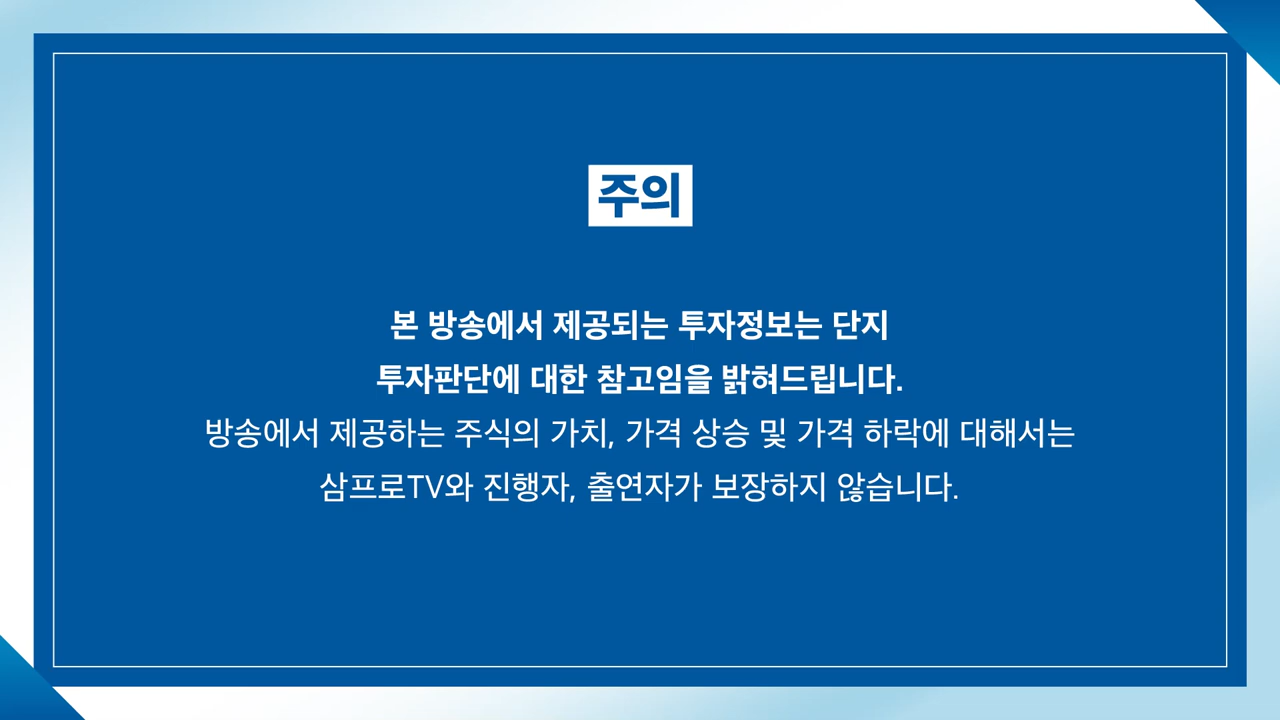 주의
본 방송에서 제공되는 투자정보는 단지
투자판단에 대한 참고임을 밝혀드립니다.
방송에서 제공하는 주식의 가치, 가격 상승 및 가격 하락에 대해서는
삼프로TV와 진행자, 출연자가 보장하지 않습니다.